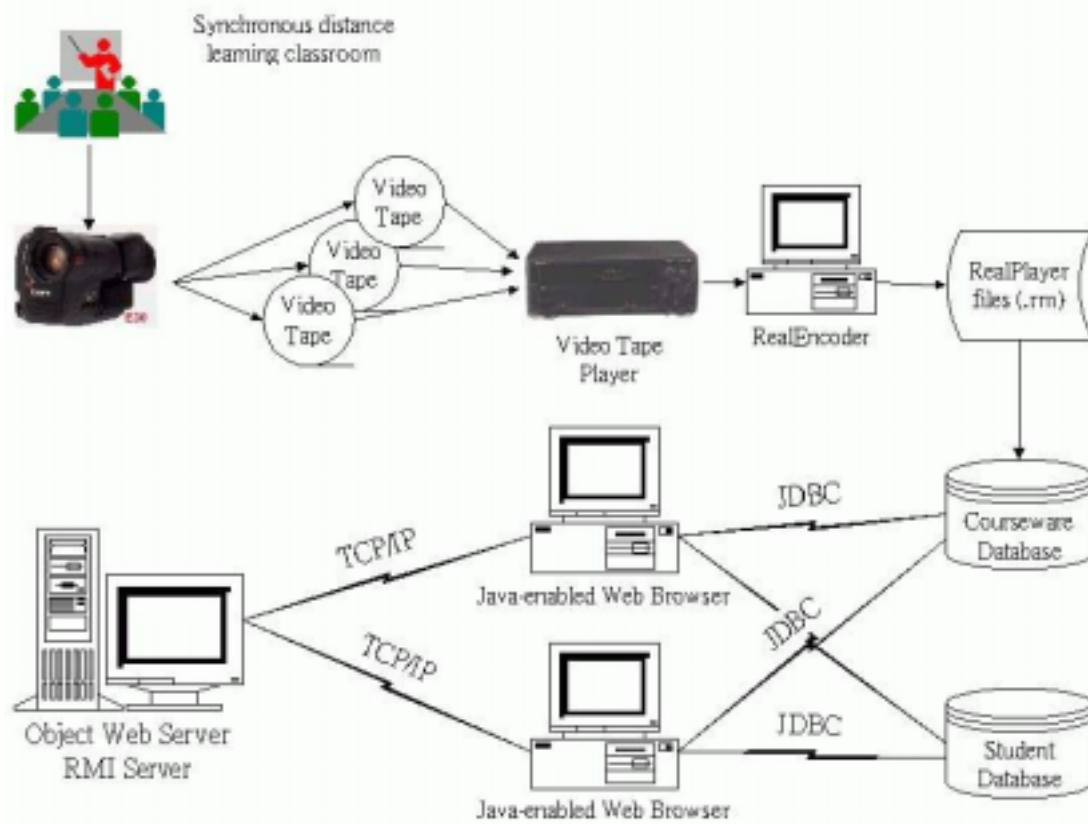 Synchronous distance
learning classroom
Video
Tape
Video
Tape
Video
Tape
E30
Video Tape
Player
RealEncoder
RealPlayer
files (.rm)
JDBC
Courseware
Database
TCP/IP
Java-enabled Web Browser
JDBC
TCP/IP
JDBC
Object Web Server
RMI Server
Student
Database
Java-enabled Web Browser